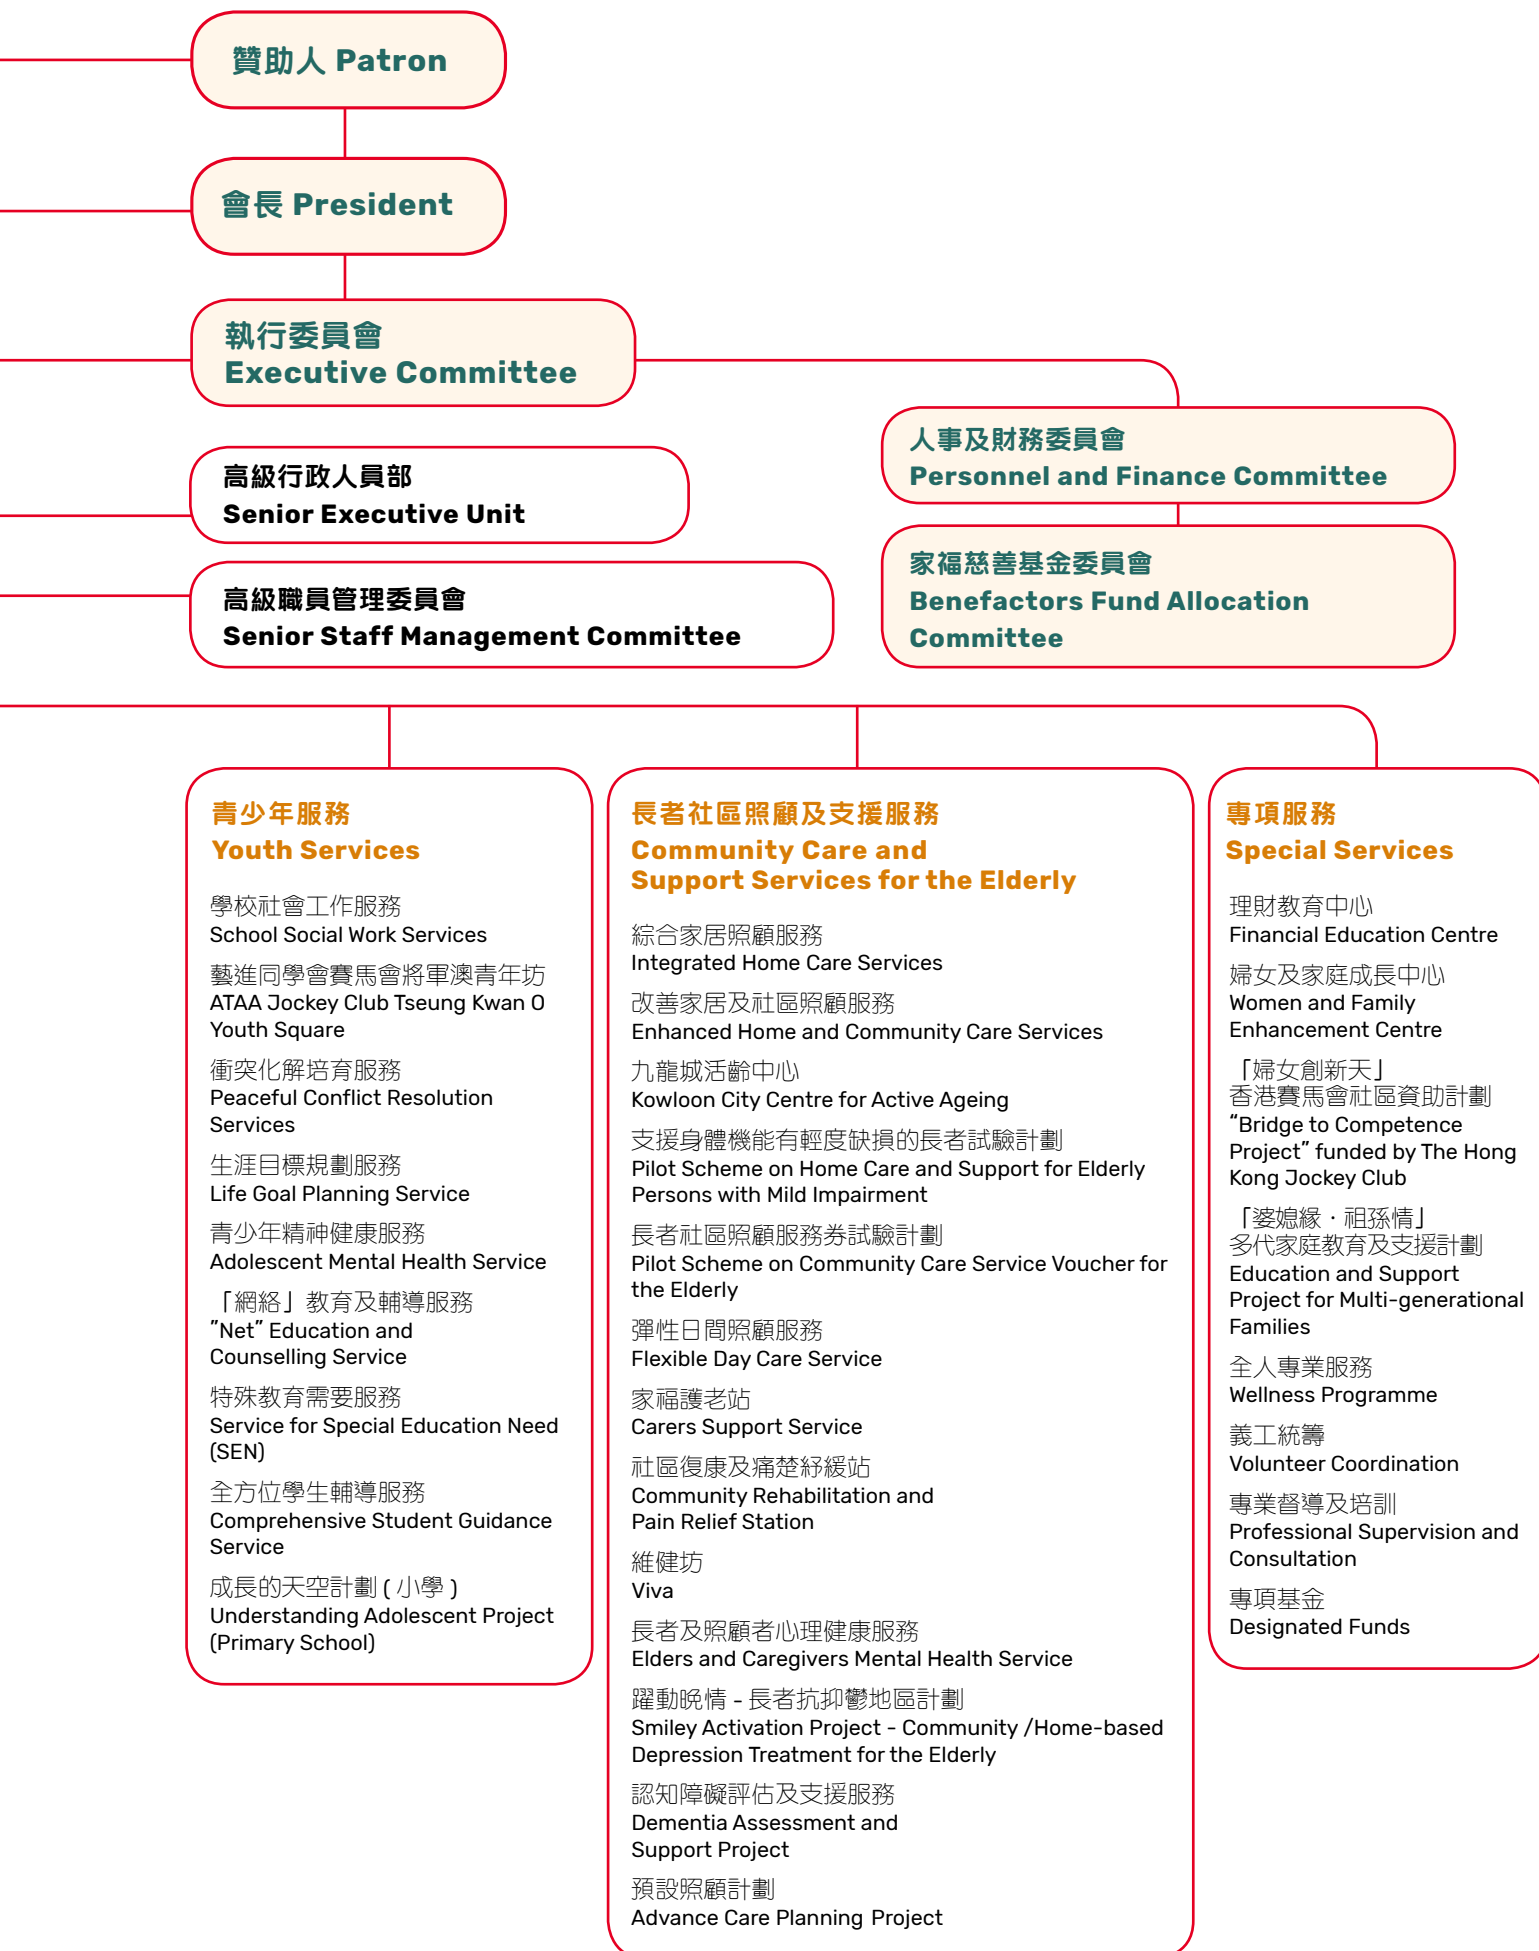 贊助人 Patron
會長 President
執行委員會
Executive Committee
高級行政人員部
Senior Executive Unit
高級職員管理委員會
Senior Staff Management Committee
人事及財務委員會
Personnel and Finance Committee
家福慈善基金委員會
Benefactors Fund Allocation
Committee
青少年服務
Youth Services
學校社會工作服務
School Social Work Services
藝進同學會賽馬會將軍澳青年坊
ATAA Jockey Club Tseung Kwan O
Youth Square
衝突化解培育服務
Peaceful Conflict Resolution
Services
生涯目標規劃服務
Life Goal Planning Service
青少年精神健康服務
Adolescent Mental Health Service
「網絡」教育及輔導服務
"Net" Education and
Counselling Service
特殊教育需要服務
Service for Special Education Need
(SEN)
全方位學生輔導服務
Comprehensive Student Guidance
Service
成長的天空計劃 ( 小學 )
Understanding Adolescent Project
(Primary School)
長者社區照顧及支援服務
Community Care and
Support Services for the Elderly
綜合家居照顧服務
Integrated Home Care Services
改善家居及社區照顧服務
Enhanced Home and Community Care Services
九龍城活齡中心
Kowloon City Centre for Active Ageing
支援身體機能有輕度缺損的長者試驗計劃
Pilot Scheme on Home Care and Support for Elderly
Persons with Mild Impairment
長者社區照顧服務券試驗計劃
Pilot Scheme on Community Care Service Voucher for
the Elderly
彈性日間照顧服務
Flexible Day Care Service
家福護老站
Carers Support Service
社區復康及痛楚紓緩站
Community Rehabilitation and
Pain Relief Station
維健坊
Viva
長者及照顧者心理健康服務
Elders and Caregivers Mental Health Service
躍動晚情 - 長者抗抑鬱地區計劃
Smiley Activation Project - Community /Home-based
Depression Treatment for the Elderly
認知障礙評估及支援服務
Dementia Assessment and
Support Project
預設照顧計劃
Advance Care Planning Project
專項服務
Special Services
理財教育中心
Financial Education Centre
婦女及家庭成長中心
Women and Family
Enhancement Centre
「婦女創新天」
香港賽馬會社區資助計劃
"Bridge to Competence
Project" funded by The Hong
Kong Jockey Club
「婆媳緣．祖孫情」
多代家庭教育及支援計劃
Education and Support
Project for Multi-generational
Families
全人專業服務
Wellness Programme
義工統籌
Volunteer Coordination
專業督導及培訓
Professional Supervision and
Consultation
專項基金
Designated Funds